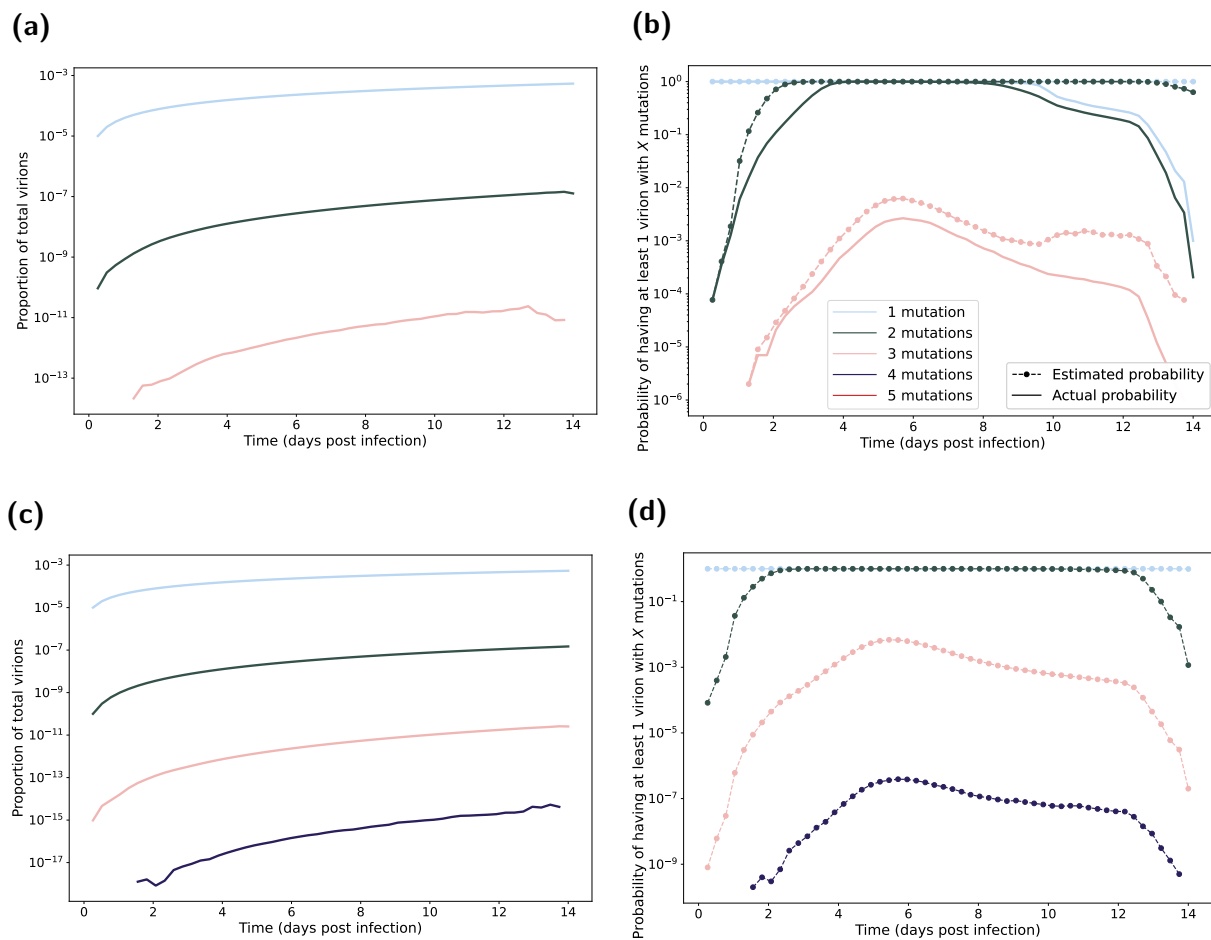 (a)
Proportion of total virions
10⁻³
10⁻⁵
10⁻⁷
10⁻⁹
10⁻¹¹
10⁻¹³
0 2 4 6 8 10 12 14
Time (days post infection)
(b)
Probability of having at least 1 virion with X mutations
10⁰
10⁻¹
10⁻²
10⁻³
10⁻⁴
10⁻⁵
10⁻⁶
1 mutation
2 mutations
3 mutations
4 mutations
5 mutations
Estimated probability
Actual probability
0 2 4 6 8 10 12 14
Time (days post infection)
(c)
Proportion of total virions
10⁻³
10⁻⁵
10⁻⁷
10⁻⁹
10⁻¹¹
10⁻¹³
10⁻¹⁵
10⁻¹⁷
0 2 4 6 8 10 12 14
Time (days post infection)
(d)
Probability of having at least 1 virion with X mutations
10⁻¹
10⁻³
10⁻⁵
10⁻⁷
10⁻⁹
0 2 4 6 8 10 12 14
Time (days post infection)